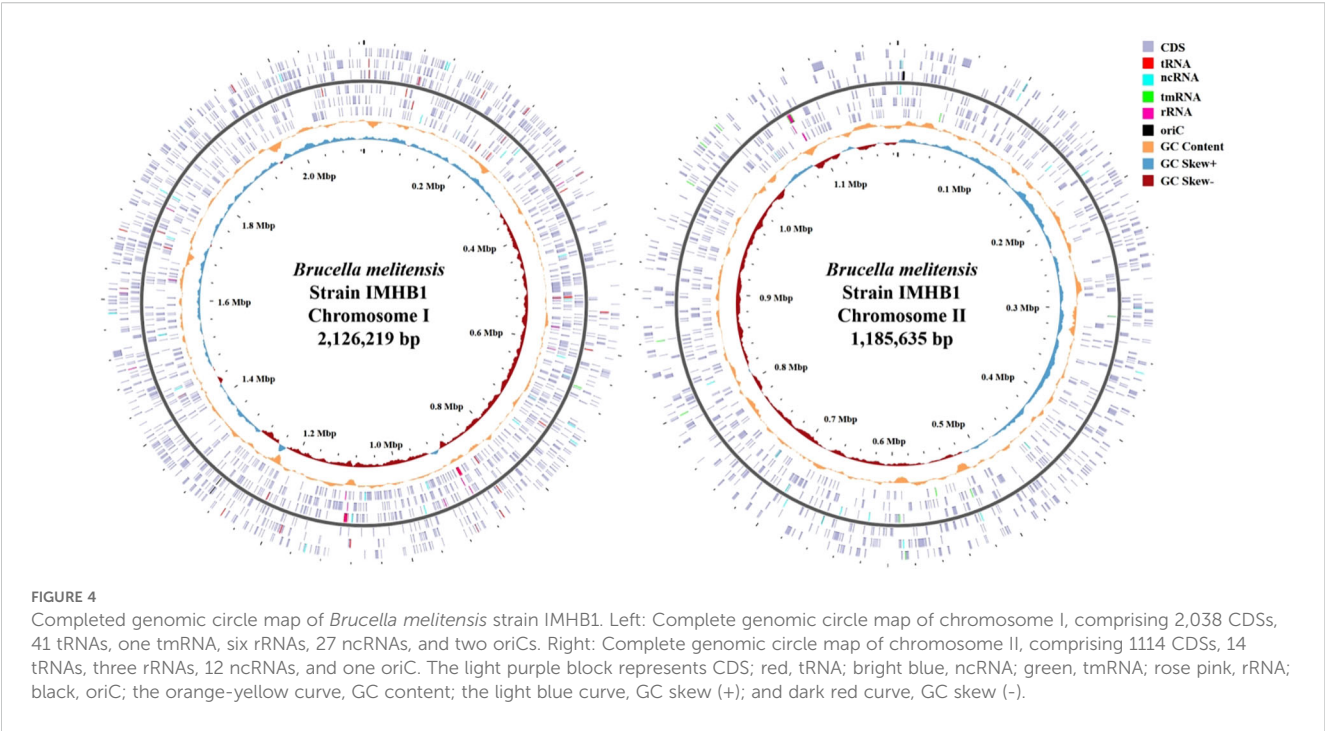 CDS
tRNA
ncRNA
tmRNA
rRNA
oriC
GC Content
GC Skew+
GC Skew-
2.0 Mbp
0.2 Mbp
1.8 Mbp
0.4 Mbp
1.6 Mbp
0.6 Mbp
1.4 Mbp
0.8 Mbp
1.2 Mbp
1.0 Mbp
Brucella melitensis
Strain IMHB1
Chromosome I
2,126,219 bp
1.1 Mbp
0.1 Mbp
1.0 Mbp
0.2 Mbp
0.9 Mbp
0.3 Mbp
0.8 Mbp
0.4 Mbp
0.7 Mbp
0.5 Mbp
0.6 Mbp
Brucella melitensis
Strain IMHB1
Chromosome II
1,185,635 bp
FIGURE 4
Completed genomic circle map of Brucella melitensis strain IMHB1. Left: Complete genomic circle map of chromosome I, comprising 2,038 CDSs,
41 tRNAs, one tmRNA, six rRNAs, 27 ncRNAs, and two oriCs. Right: Complete genomic circle map of chromosome II, comprising 1114 CDSs, 14
tRNAs, three rRNAs, 12 ncRNAs, and one oriC. The light purple block represents CDS; red, tRNA; bright blue, ncRNA; green, tmRNA; rose pink, rRNA;
black, oriC; the orange-yellow curve, GC content; the light blue curve, GC skew (+); and dark red curve, GC skew (-).